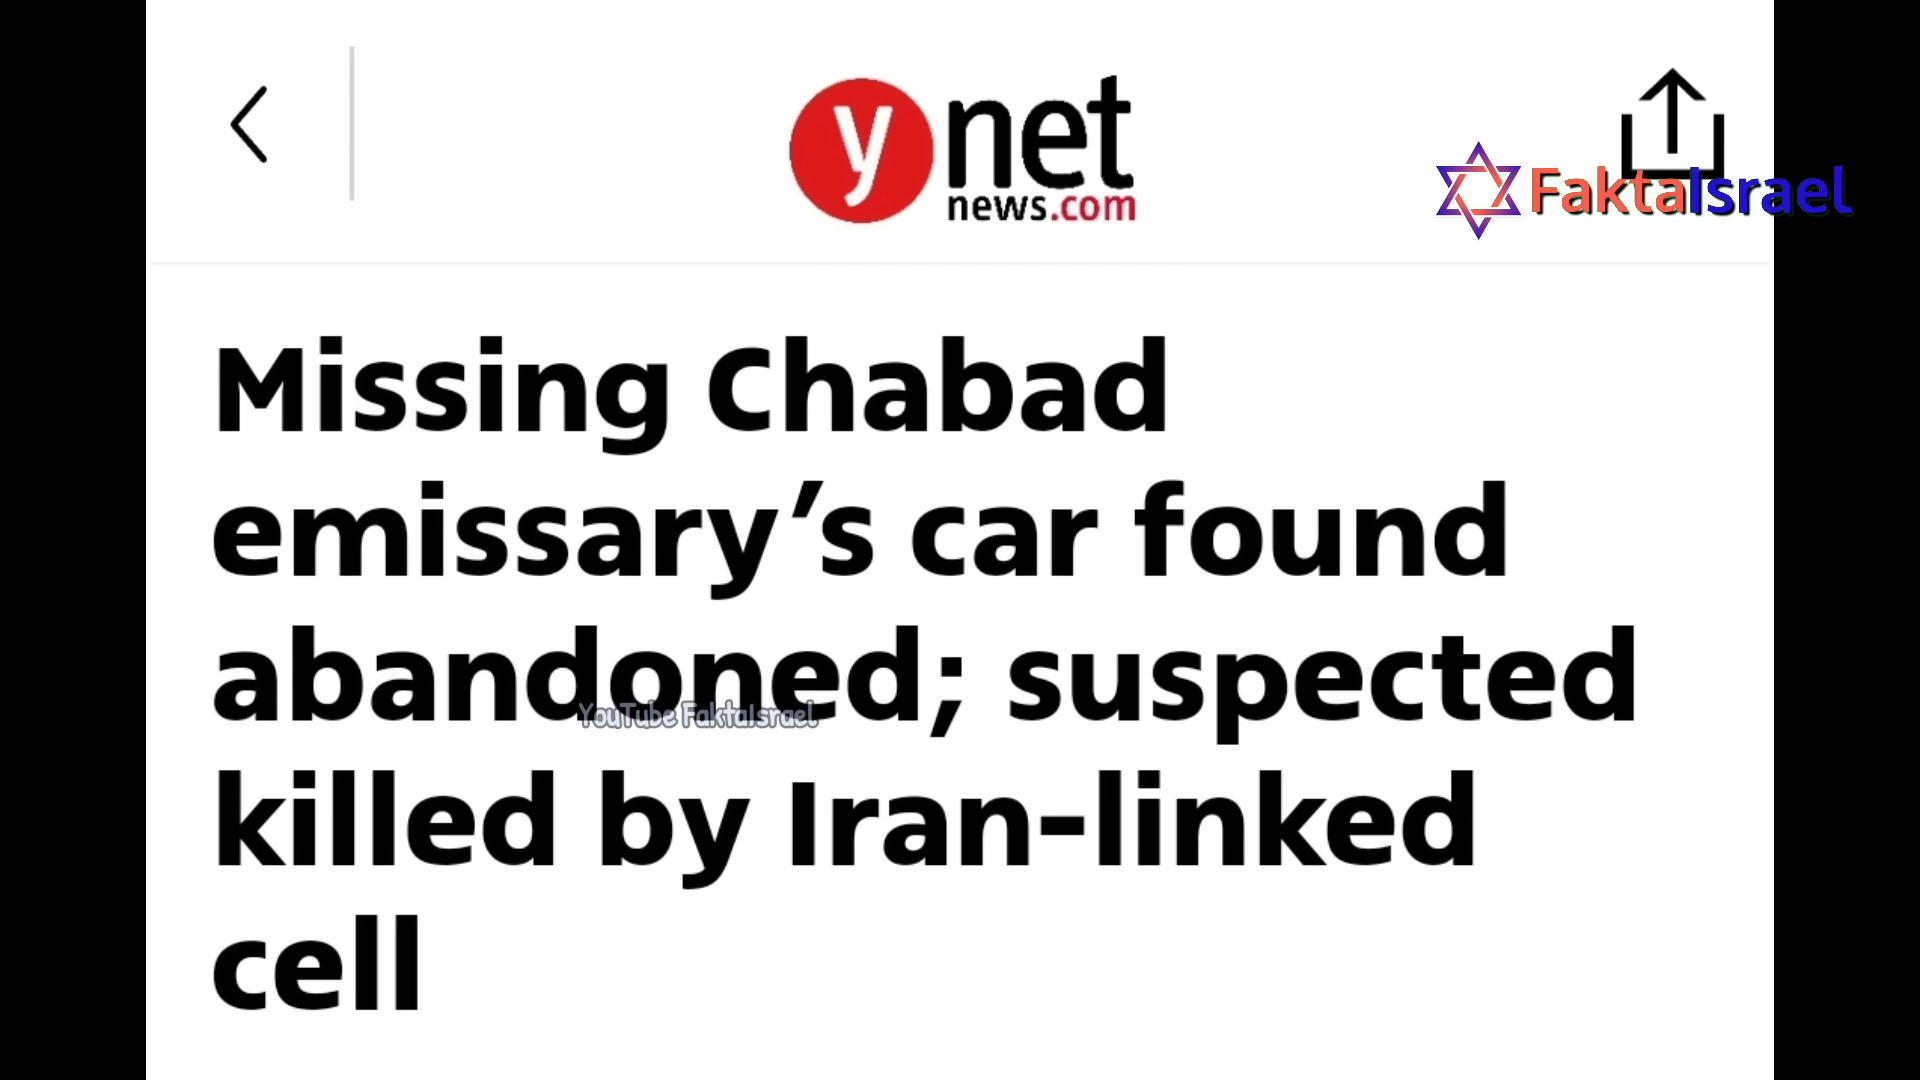 ynet
news.com
FaktaIsrael
Missing Chabad
emissary’s car found
abandoned; suspected
YouTube FaktaIsrael
killed by Iran-linked
cell